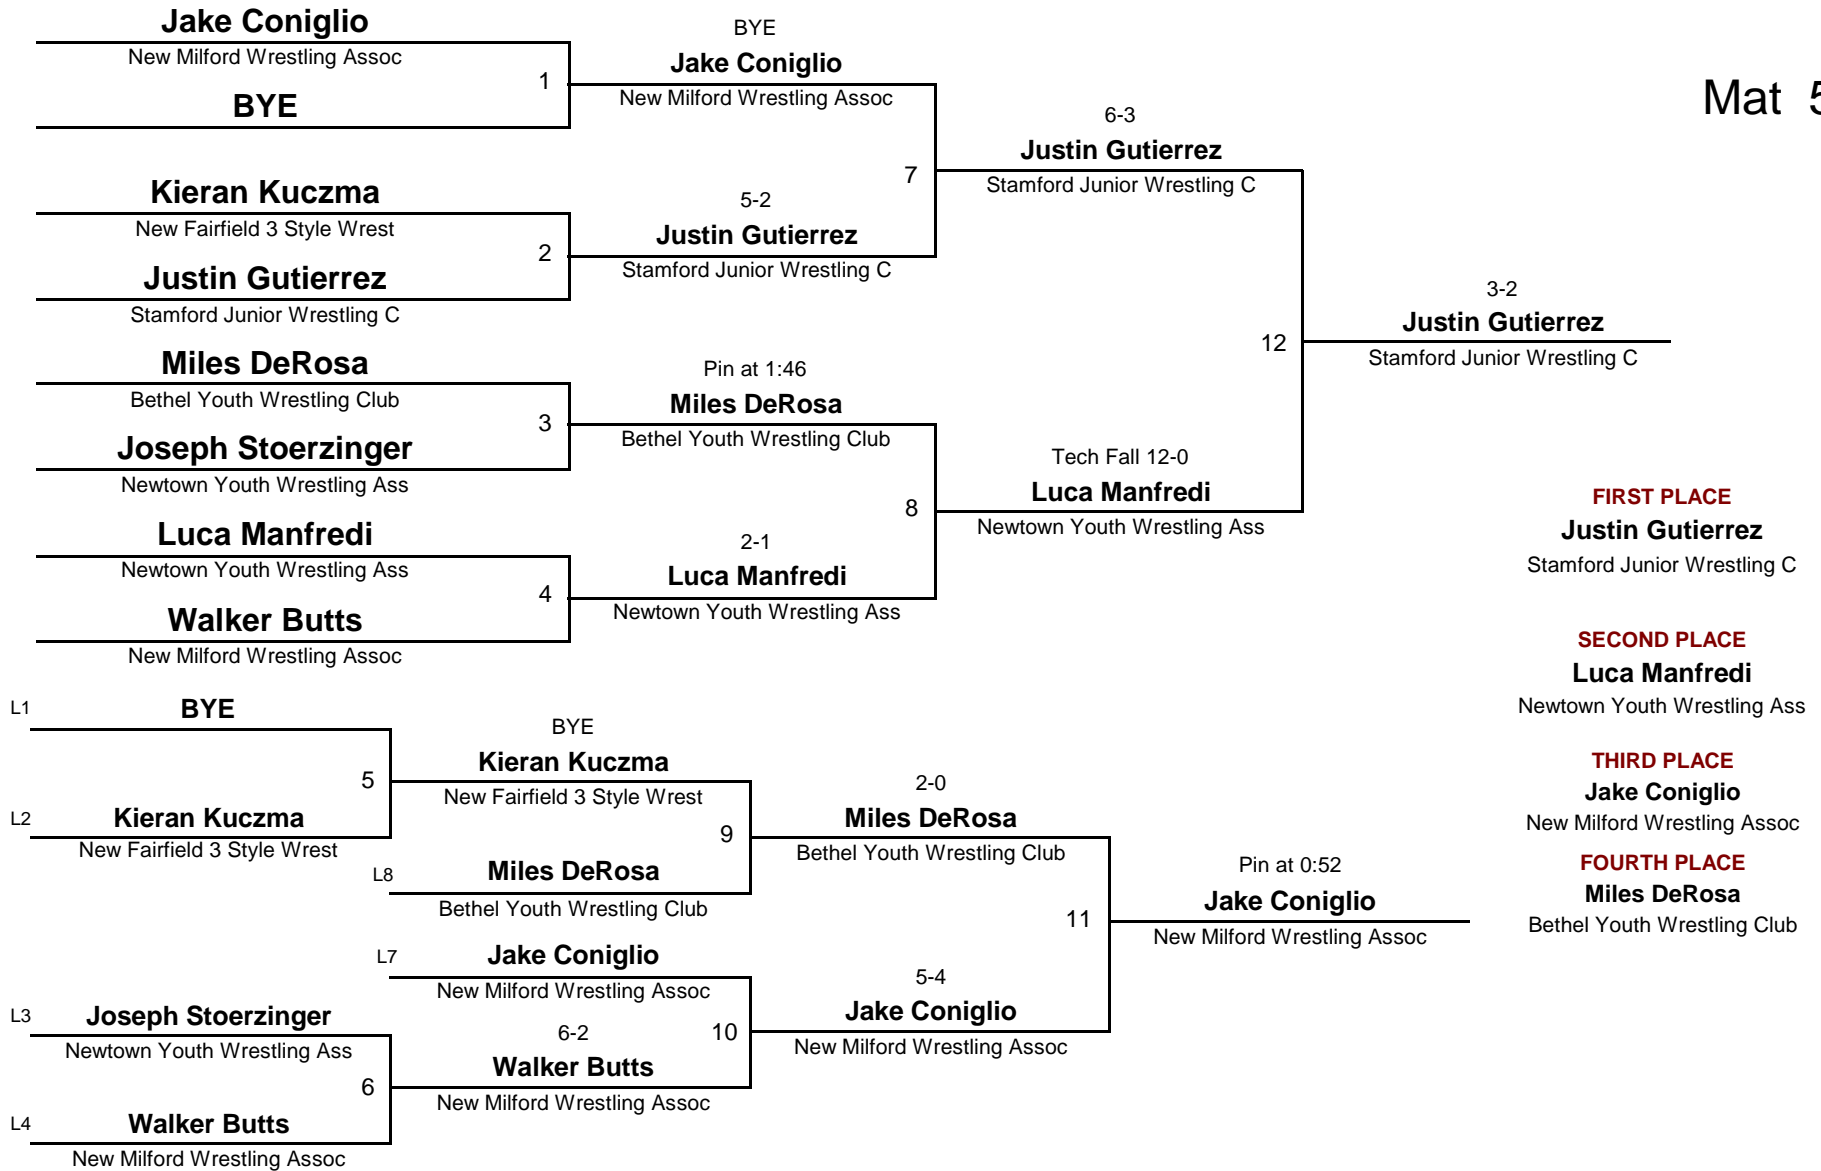 Jake Coniglio
New Milford Wrestling Assoc
1
BYE
BYE
Jake Coniglio
New Milford Wrestling Assoc
Mat 5
Kieran Kuczma
New Fairfield 3 Style Wrest
2
Justin Gutierrez
Stamford Junior Wrestling C
5-2
Justin Gutierrez
Stamford Junior Wrestling C
7
6-3
Justin Gutierrez
Stamford Junior Wrestling C
Miles DeRosa
Bethel Youth Wrestling Club
3
Joseph Stoerzinger
Newtown Youth Wrestling Ass
Pin at 1:46
Miles DeRosa
Bethel Youth Wrestling Club
Luca Manfredi
Newtown Youth Wrestling Ass
4
Walker Butts
New Milford Wrestling Assoc
2-1
Luca Manfredi
Newtown Youth Wrestling Ass
8
Tech Fall 12-0
Luca Manfredi
Newtown Youth Wrestling Ass
12
3-2
Justin Gutierrez
Stamford Junior Wrestling C
FIRST PLACE
Justin Gutierrez
Stamford Junior Wrestling C
SECOND PLACE
Luca Manfredi
Newtown Youth Wrestling Ass
THIRD PLACE
Jake Coniglio
New Milford Wrestling Assoc
FOURTH PLACE
Miles DeRosa
Bethel Youth Wrestling Club
L1
BYE
5
L2
Kieran Kuczma
New Fairfield 3 Style Wrest
BYE
Kieran Kuczma
New Fairfield 3 Style Wrest
9
L8
Miles DeRosa
Bethel Youth Wrestling Club
2-0
Miles DeRosa
Bethel Youth Wrestling Club
L7
Jake Coniglio
New Milford Wrestling Assoc
10
L3
Joseph Stoerzinger
Newtown Youth Wrestling Ass
6
L4
Walker Butts
New Milford Wrestling Assoc
6-2
Walker Butts
New Milford Wrestling Assoc
5-4
Jake Coniglio
New Milford Wrestling Assoc
11
Pin at 0:52
Jake Coniglio
New Milford Wrestling Assoc